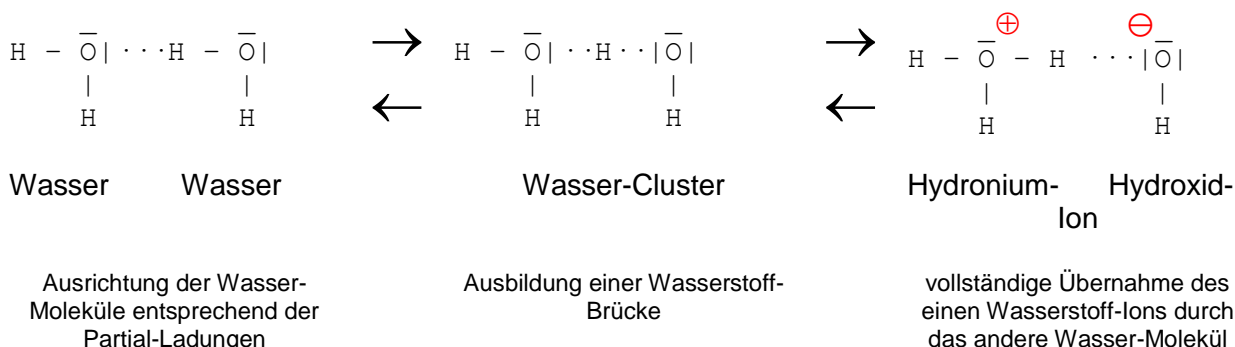 H – O̅| ···H – O̅| → H – O̅| ··H··|O̅| → H – O̅ – H ···|O̅| ⊕ ⊖
| | ← | | ← | |
H H H H H H
Wasser Wasser Wasser-Cluster Hydronium- Hydroxid-
Ion
Ausrichtung der Wasser- Ausbildung einer Wasserstoff- vollständige Übernahme des
Moleküle entsprechend der Brücke einen Wasserstoff-Ions durch
Partial-Ladungen das andere Wasser-Molekül